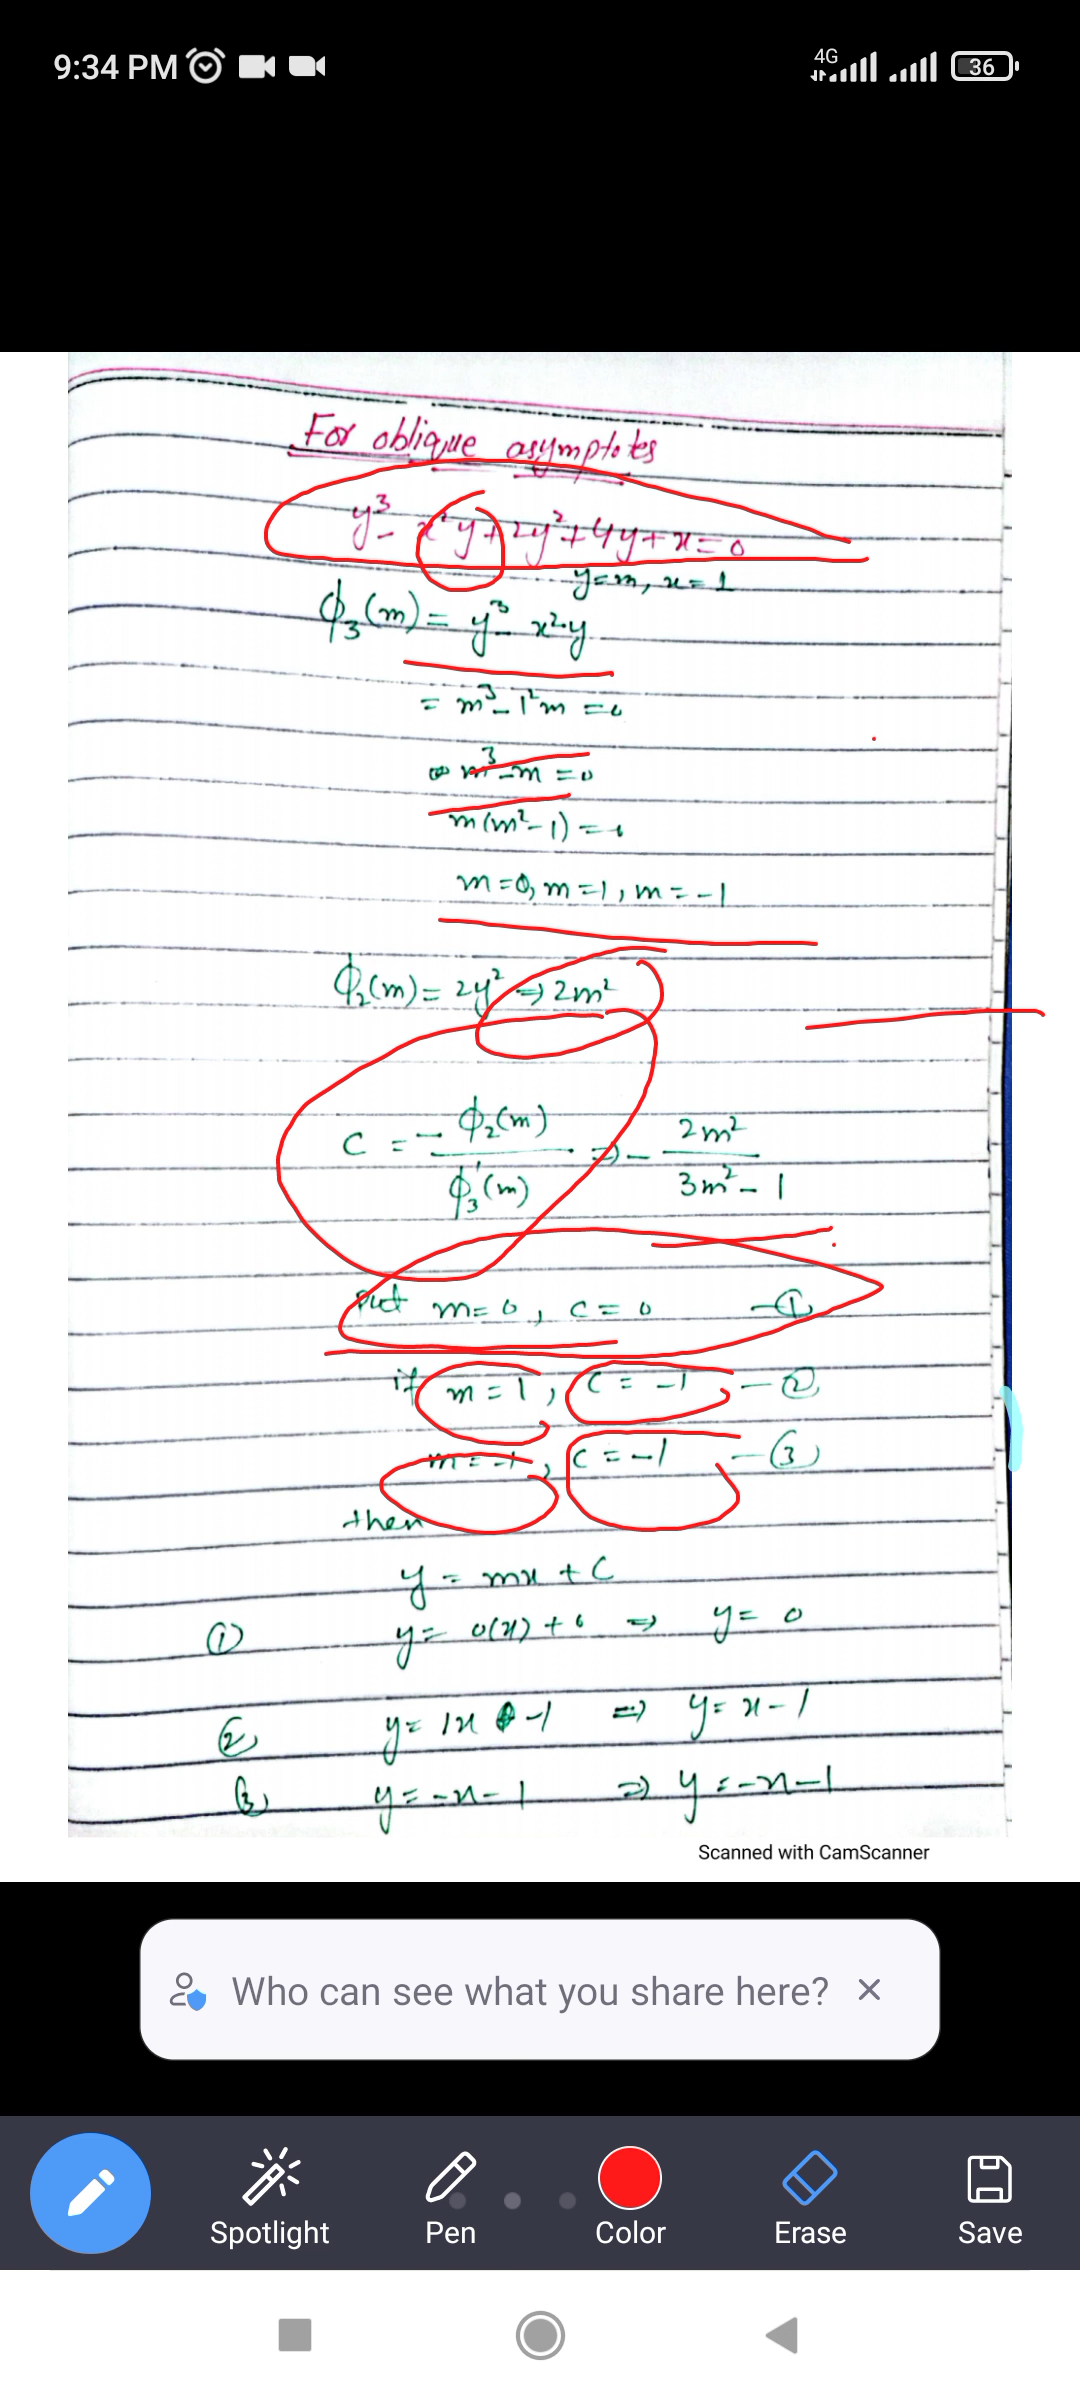 9:34 PM 4G 36
For oblique asymptotes
y³ - x²y + 2y² + 4y + x = 0
y=m, x=1
ϕ₃(m) = y³ - x²y
= m³ - 1²m = 0
m³ - m = 0
m(m² - 1) = 0
m=0, m=1, m=-1
ϕ₂(m) = 2y² ⇒ 2m²
C = - ϕ₂(m) / ϕ₃'(m) ⇒ - 2m² / 3m² - 1
put m=0, C=0 -①
if m=1, C=-1 -②
m=-1, C=-1 -③
then
y = mx + C
① y = 0(x) + 0 ⇒ y = 0
② y = 1x -1 ⇒ y = x - 1
③ y = -x - 1 ⇒ y = -x - 1
Scanned with CamScanner
Who can see what you share here?
Spotlight Pen Color Erase Save